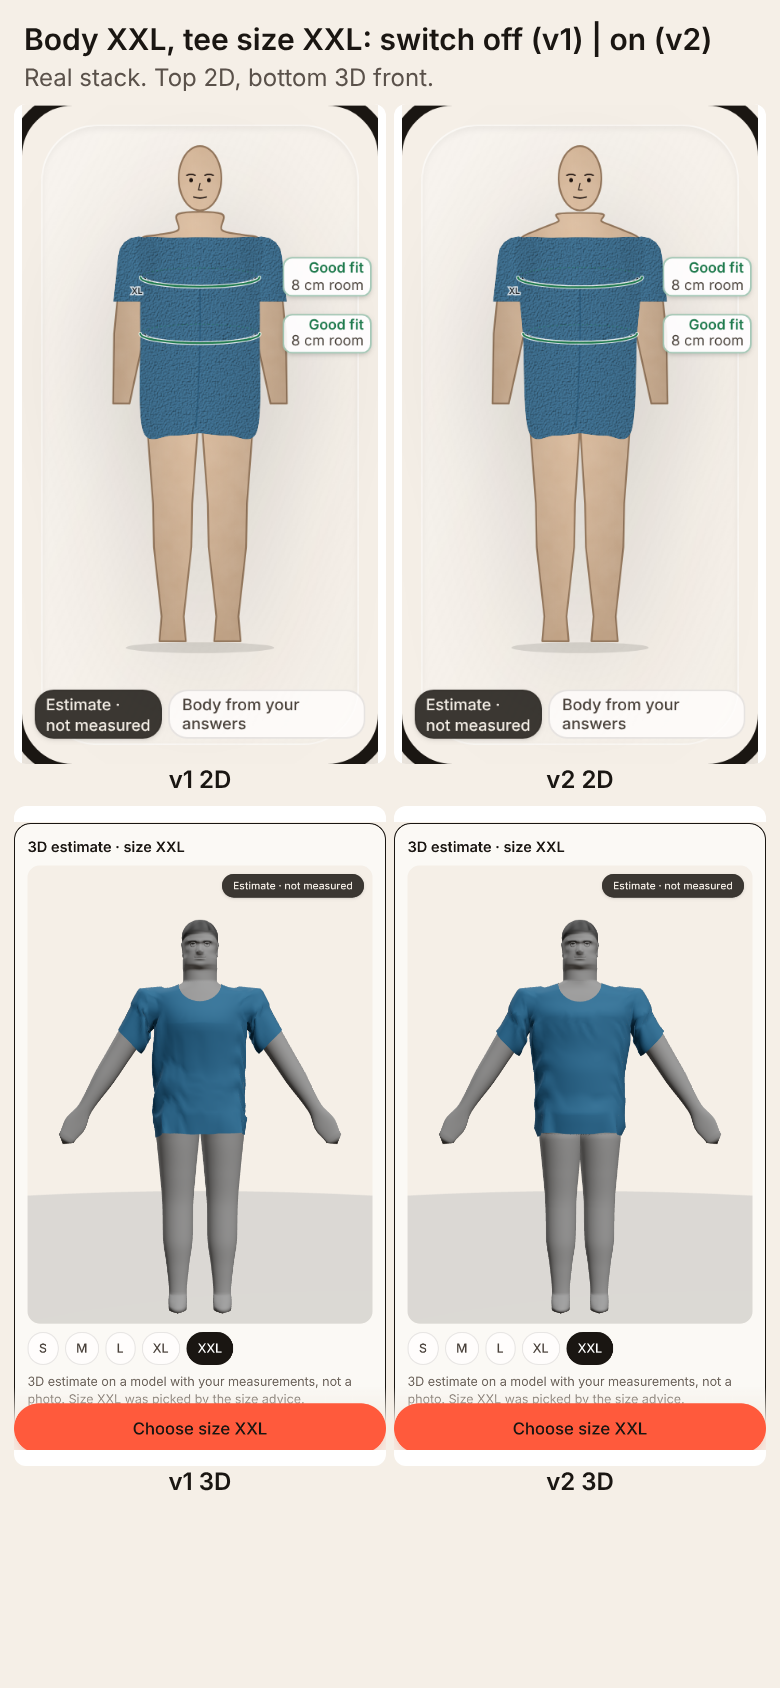 Body XXL, tee size XXL: switch off (v1) | on (v2)
Real stack. Top 2D, bottom 3D front.
Good fit
8 cm room
XL
Good fit
8 cm room
Estimate ·
not measured
Body from your
answers
Good fit
8 cm room
XL
Good fit
8 cm room
Estimate ·
not measured
Body from your
answers
v1 2D
v2 2D
3D estimate · size XXL
Estimate · not measured
S M L XL XXL
3D estimate on a model with your measurements, not a
photo. Size XXL was picked by the size advice.
Choose size XXL
3D estimate · size XXL
Estimate · not measured
S M L XL XXL
3D estimate on a model with your measurements, not a
photo. Size XXL was picked by the size advice.
Choose size XXL
v1 3D
v2 3D